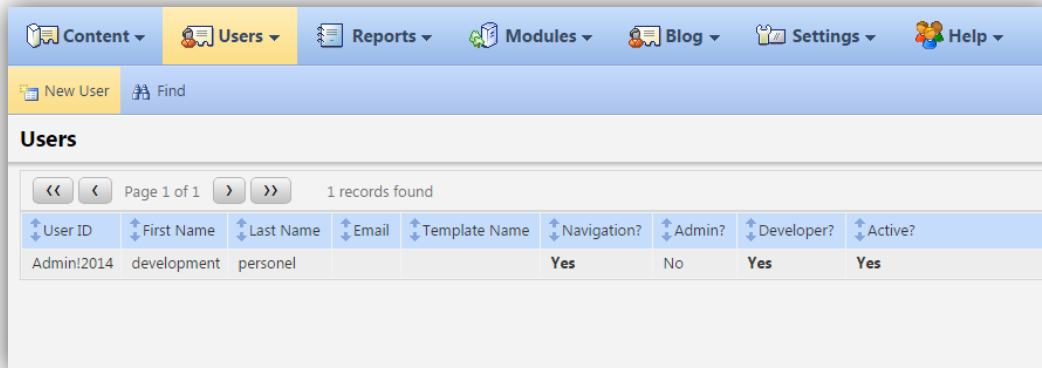 Content Users Reports Modules Blog Settings Help
New User Find
Users
<< < Page 1 of 1 > >> 1 records found
User ID First Name Last Name Email Template Name Navigation? Admin? Developer? Active?
Admin!2014 development personel Yes No Yes Yes